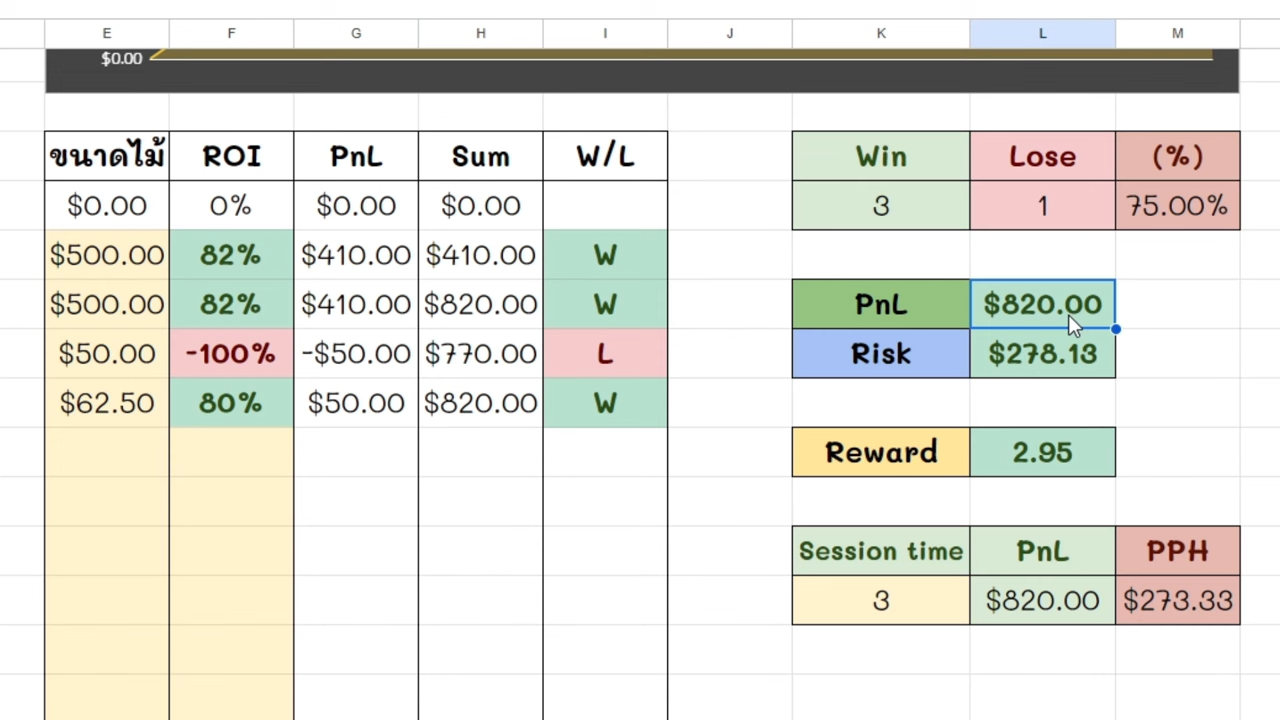 E F G H I J K L M
$0.00
ขนาดไม้ ROI PnL Sum W/L Win Lose (%)
$0.00 0% $0.00 $0.00 3 1 75.00%
$500.00 82% $410.00 $410.00 W
$500.00 82% $410.00 $820.00 W PnL $820.00
$50.00 -100% -$50.00 $770.00 L Risk $278.13
$62.50 80% $50.00 $820.00 W
Reward 2.95
Session time PnL PPH
3 $820.00 $273.33